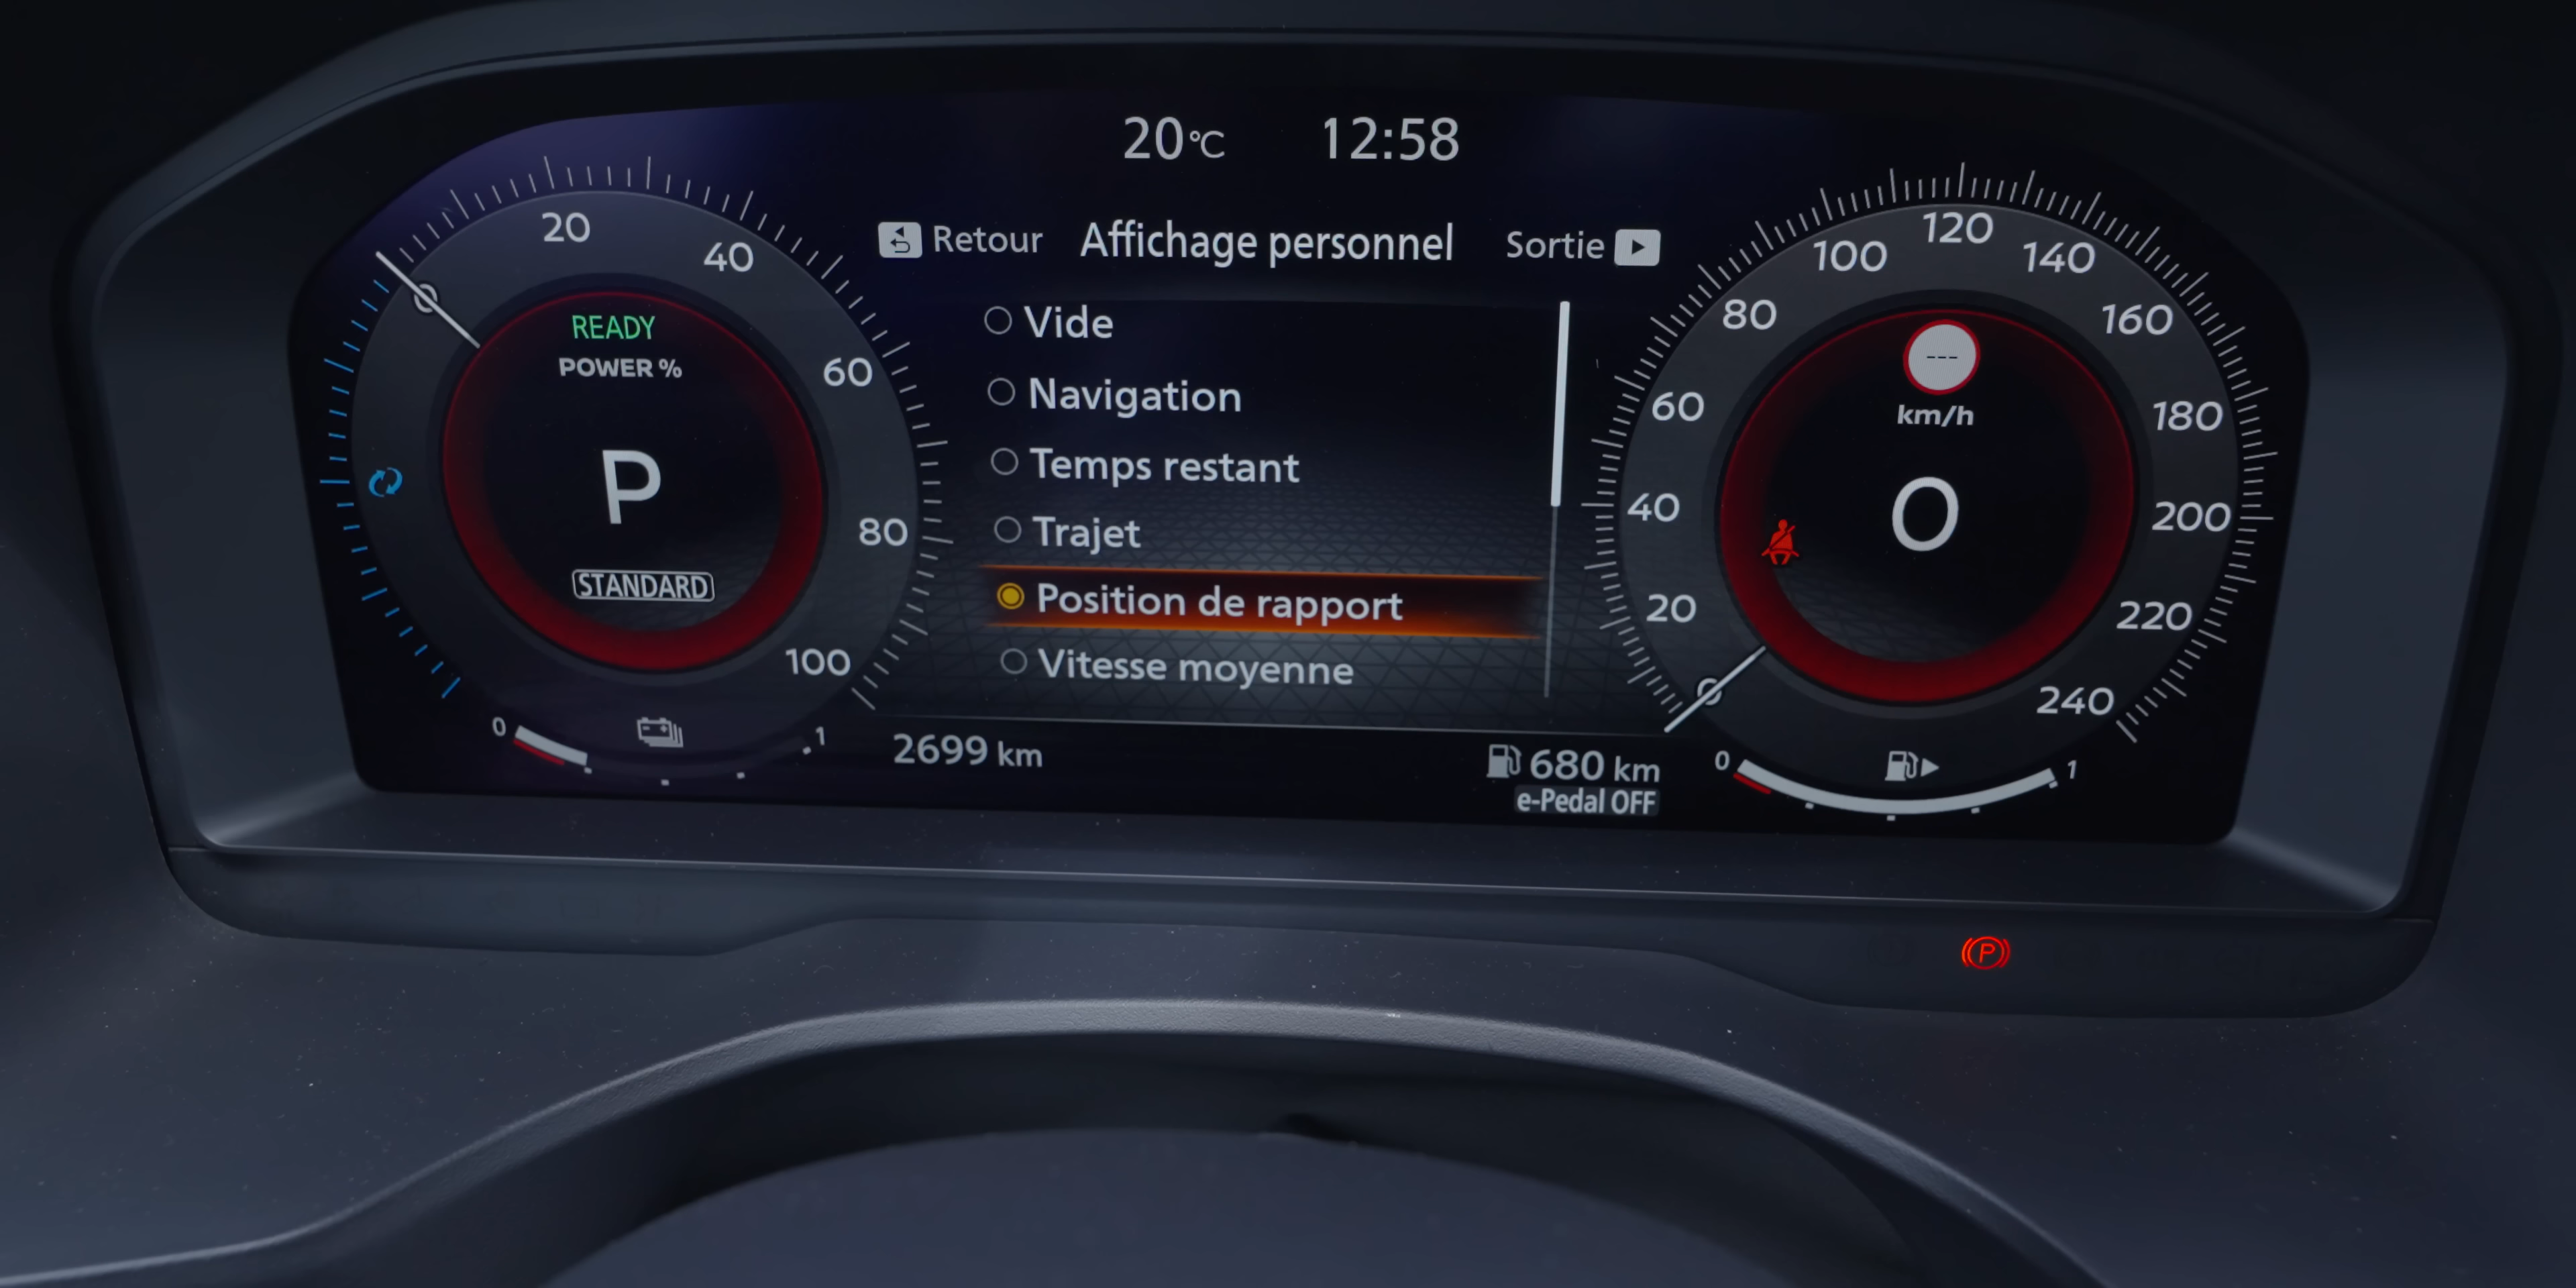 20°C 12:58
Retour Affichage personnel Sortie
Vide
Navigation
Temps restant
Trajet
Position de rapport
Vitesse moyenne
2699 km
680 km
e-Pedal OFF
0 20 40 60 80 100
READY
POWER %
P
STANDARD
0 1
0 20 40 60 80 100 120 140 160 180 200 220 240
---
km/h
0
0 1
P